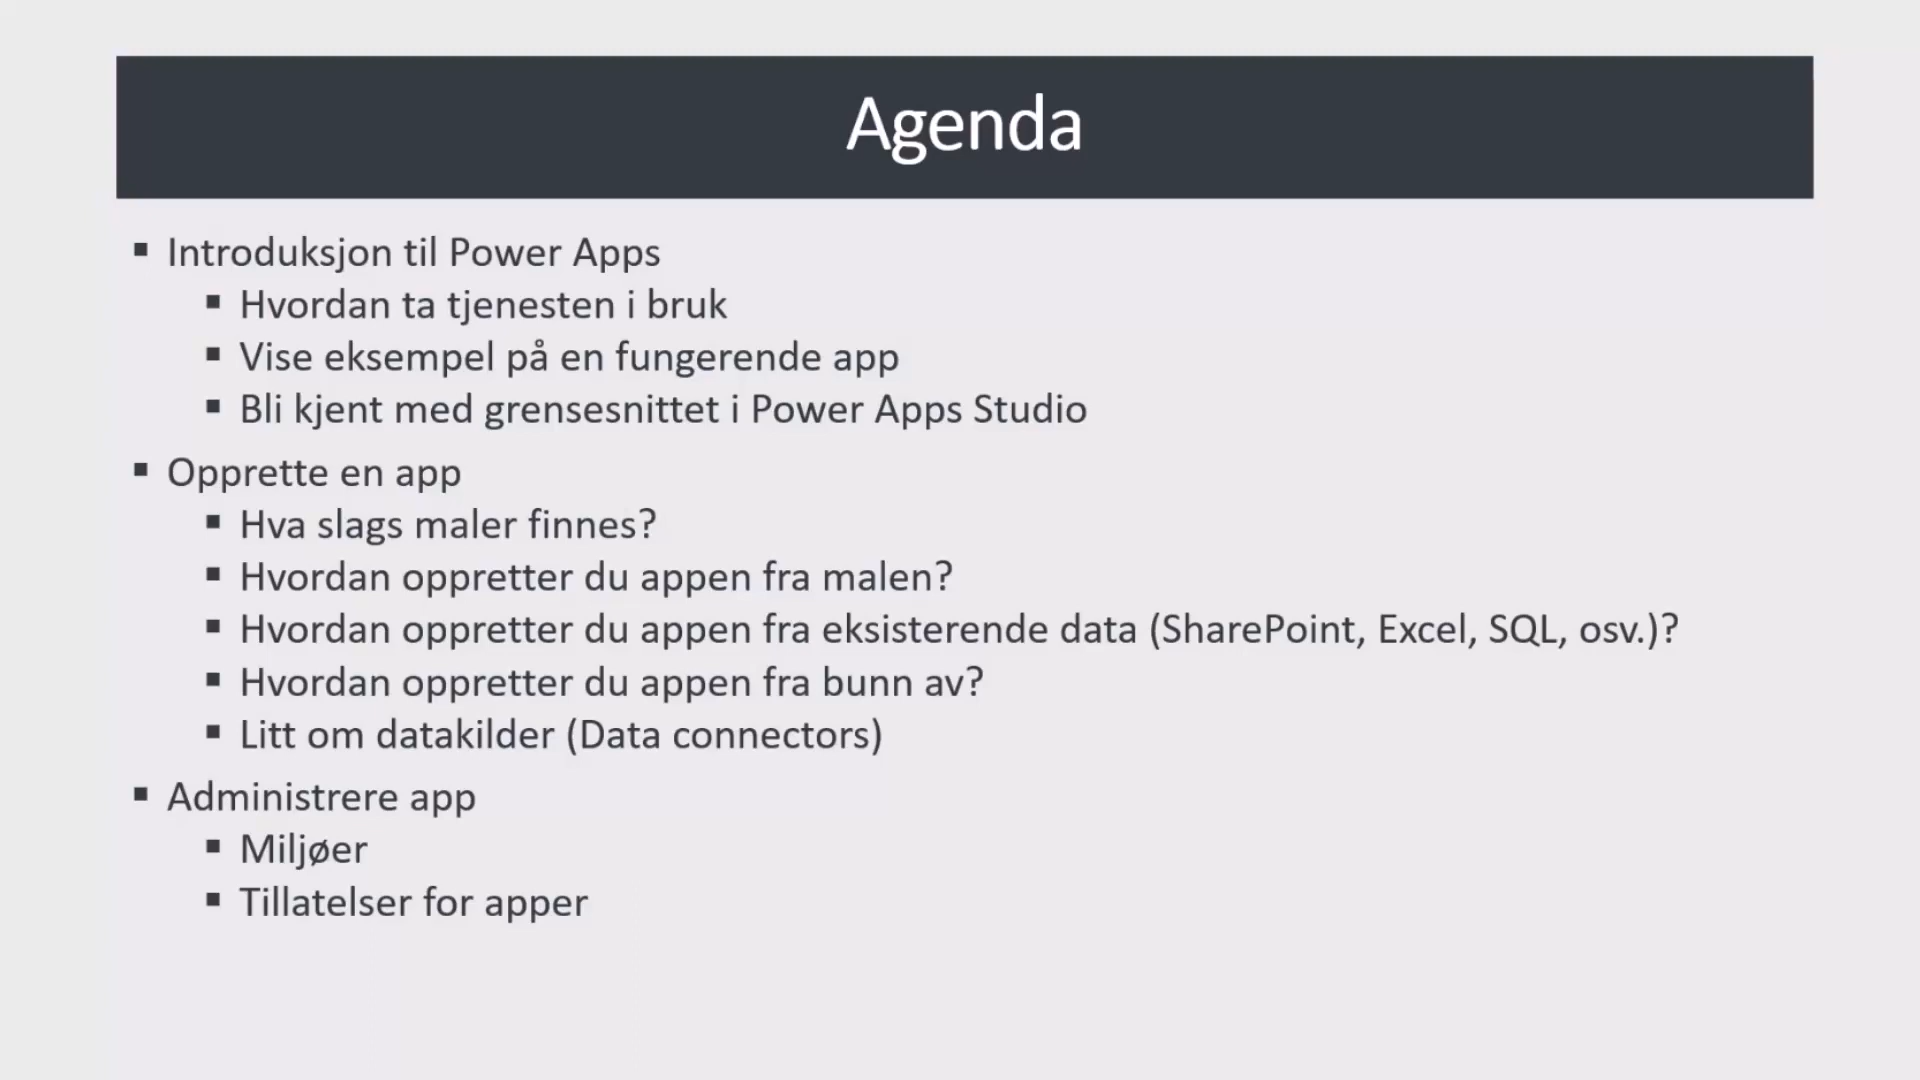 Agenda
▪ Introduksjon til Power Apps
▪ Hvordan ta tjenesten i bruk
▪ Vise eksempel på en fungerende app
▪ Bli kjent med grensesnittet i Power Apps Studio
▪ Opprette en app
▪ Hva slags maler finnes?
▪ Hvordan oppretter du appen fra malen?
▪ Hvordan oppretter du appen fra eksisterende data (SharePoint, Excel, SQL, osv.)?
▪ Hvordan oppretter du appen fra bunn av?
▪ Litt om datakilder (Data connectors)
▪ Administrere app
▪ Miljøer
▪ Tillatelser for apper